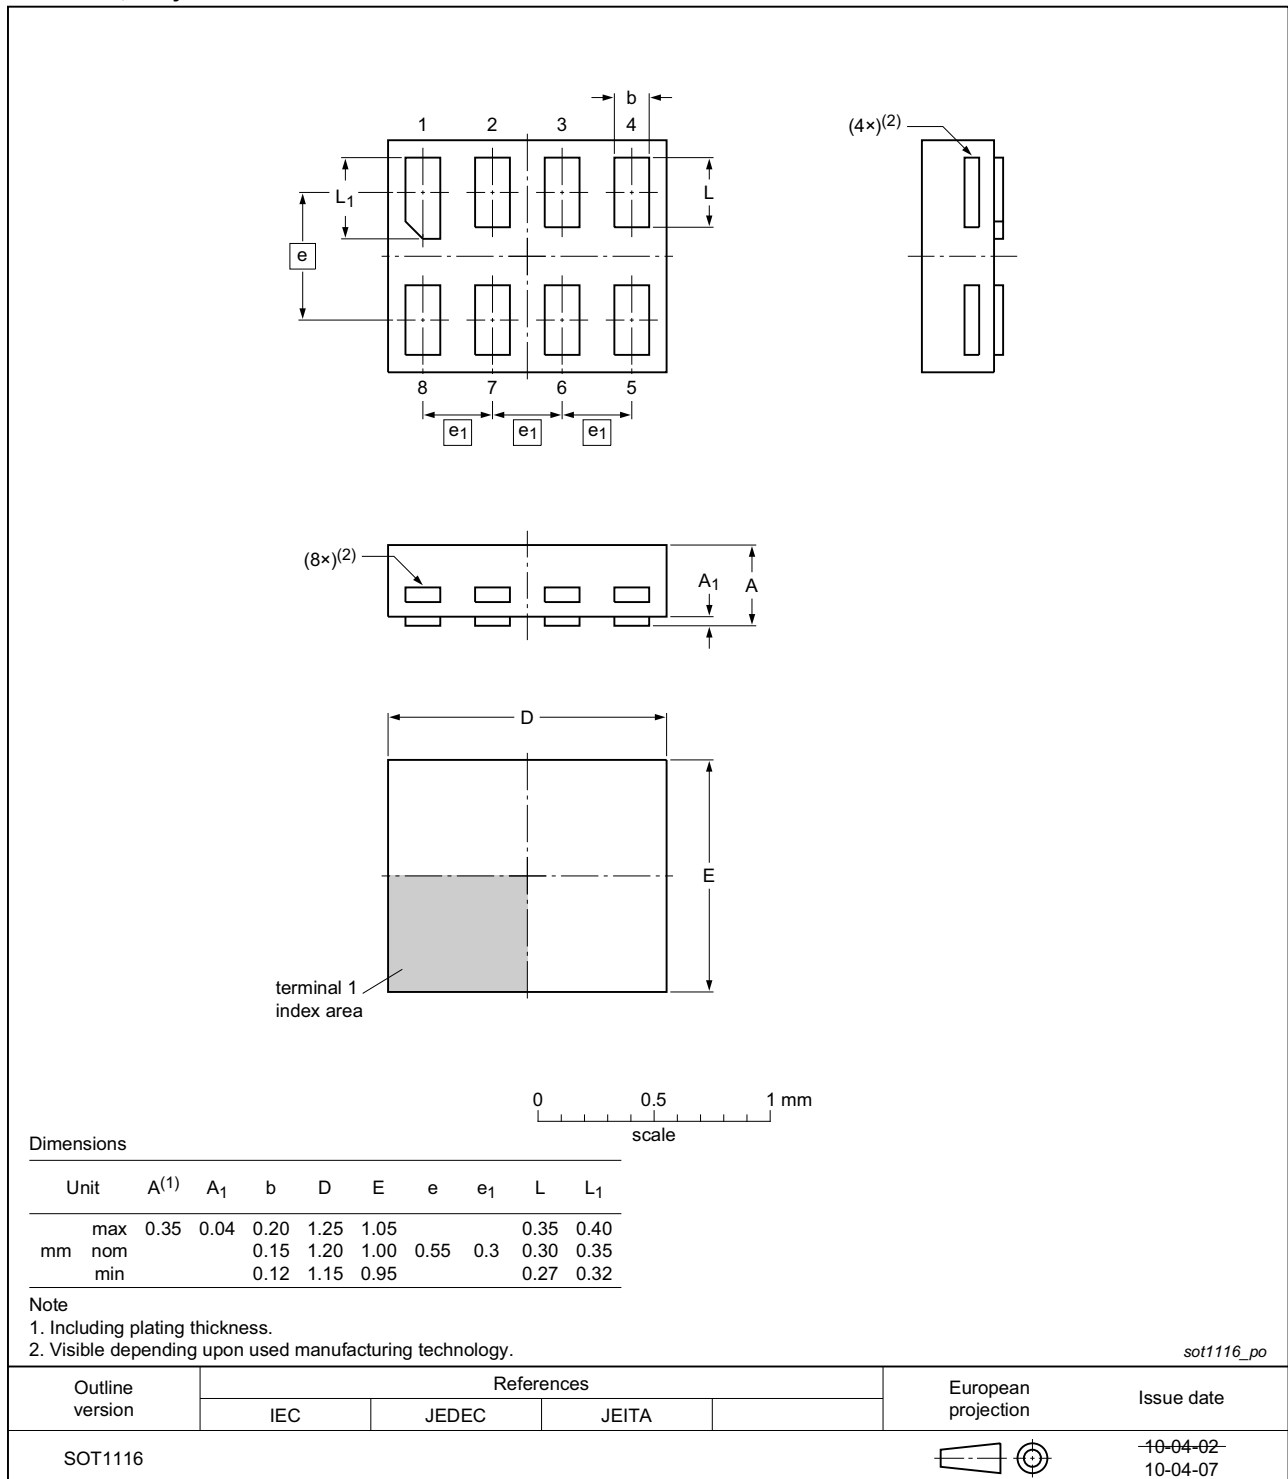 b
1 2 3 4
(4×)(2)
L1
L
e
8 7 6 5
e1 e1 e1
(8×)(2)
A1
A
D
E
terminal 1
index area
0 0.5 1 mm
scale
Dimensions
Unit A(1) A1 b D E e e1 L L1
max 0.35 0.04 0.20 1.25 1.05 0.35 0.40
mm nom 0.15 1.20 1.00 0.55 0.3 0.30 0.35
min 0.12 1.15 0.95 0.27 0.32
Note
1. Including plating thickness.
2. Visible depending upon used manufacturing technology.
sot1116_po
Outline
version
References
IEC JEDEC JEITA
European
projection
Issue date
SOT1116
10-04-02
10-04-07